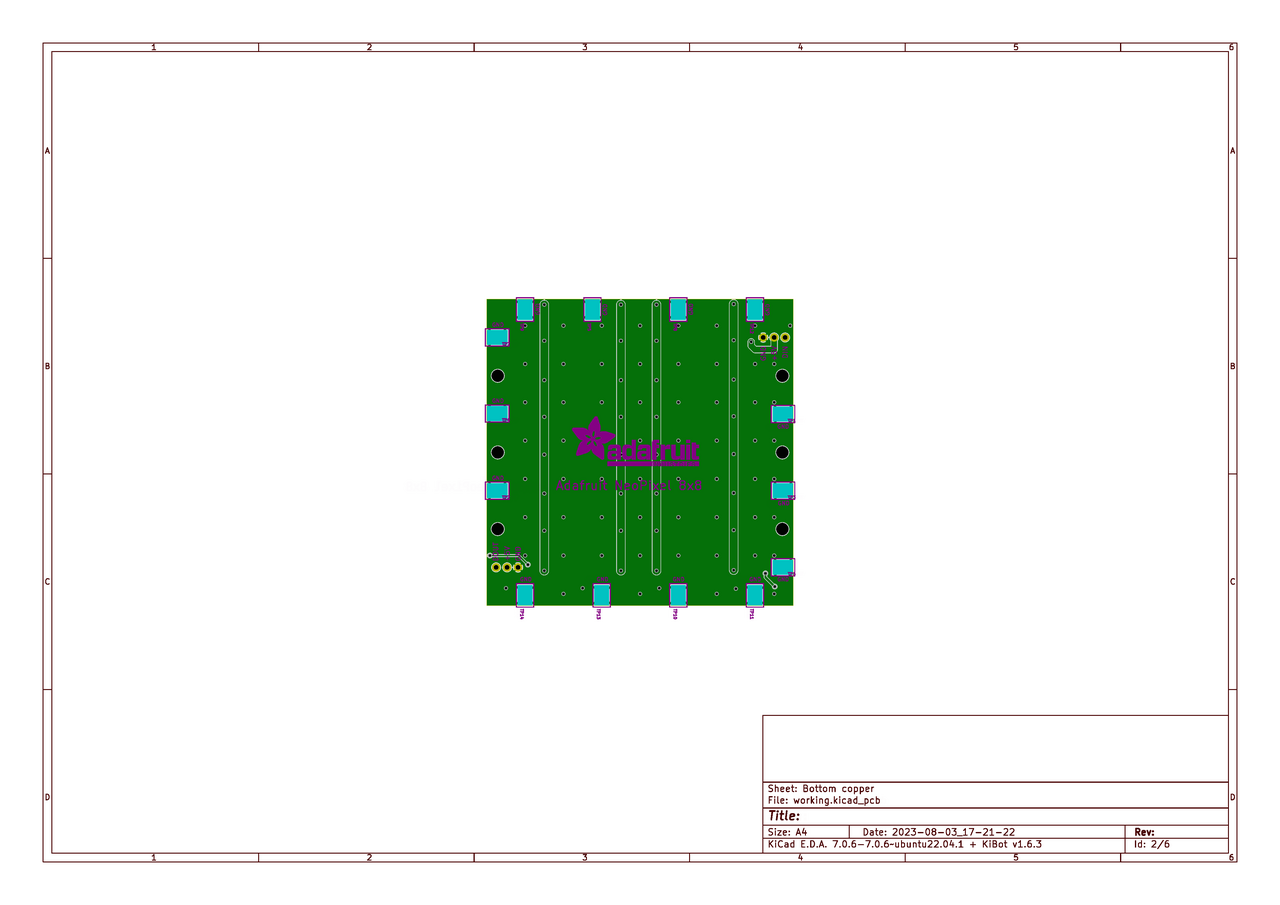 1 2 3 4 5 6
A A
B B
adafruit
Adafruit NeoPixel 8x8
C C
TP14 TP13 TP10 TP11
D D
Sheet: Bottom copper
File: working.kicad_pcb
Title:
Size: A4 Date: 2023-08-03_17-21-22 Rev:
KiCad E.D.A. 7.0.6-7.0.6~ubuntu22.04.1 + KiBot v1.6.3 Id: 2/6
1 2 3 4 5 6